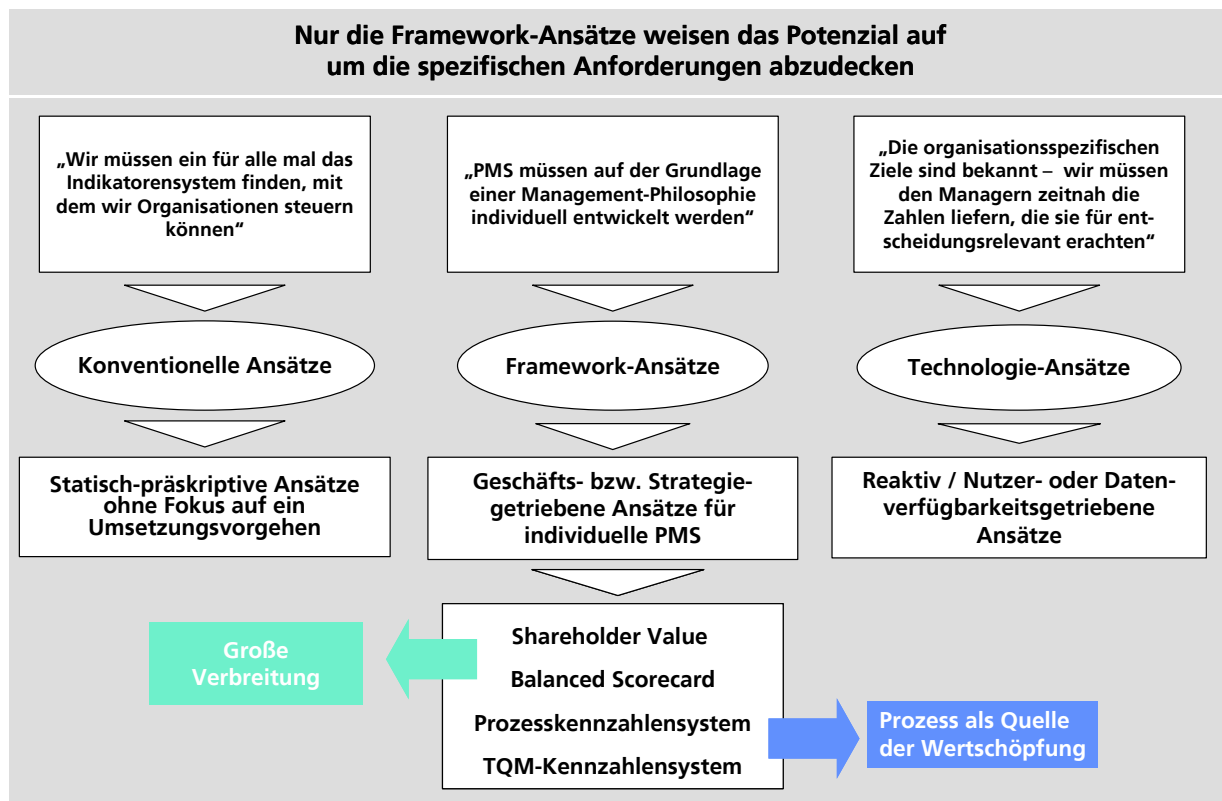 Nur die Framework-Ansätze weisen das Potenzial auf
um die spezifischen Anforderungen abzudecken
„Wir müssen ein für alle mal das
Indikatorensystem finden, mit
dem wir Organisationen steuern
können“
„PMS müssen auf der Grundlage
einer Management-Philosophie
individuell entwickelt werden“
„Die organisationsspezifischen
Ziele sind bekannt – wir müssen
den Managern zeitnah die
Zahlen liefern, die sie für ent-
scheidungsrelevant erachten“
Konventionelle Ansätze
Framework-Ansätze
Technologie-Ansätze
Statisch-präskriptive Ansätze
ohne Fokus auf ein
Umsetzungsvorgehen
Geschäfts- bzw. Strategie-
getriebene Ansätze für
individuelle PMS
Reaktiv / Nutzer- oder Daten-
verfügbarkeitsgetriebene
Ansätze
Große
Verbreitung
Shareholder Value
Balanced Scorecard
Prozesskennzahlensystem
TQM-Kennzahlensystem
Prozess als Quelle
der Wertschöpfung